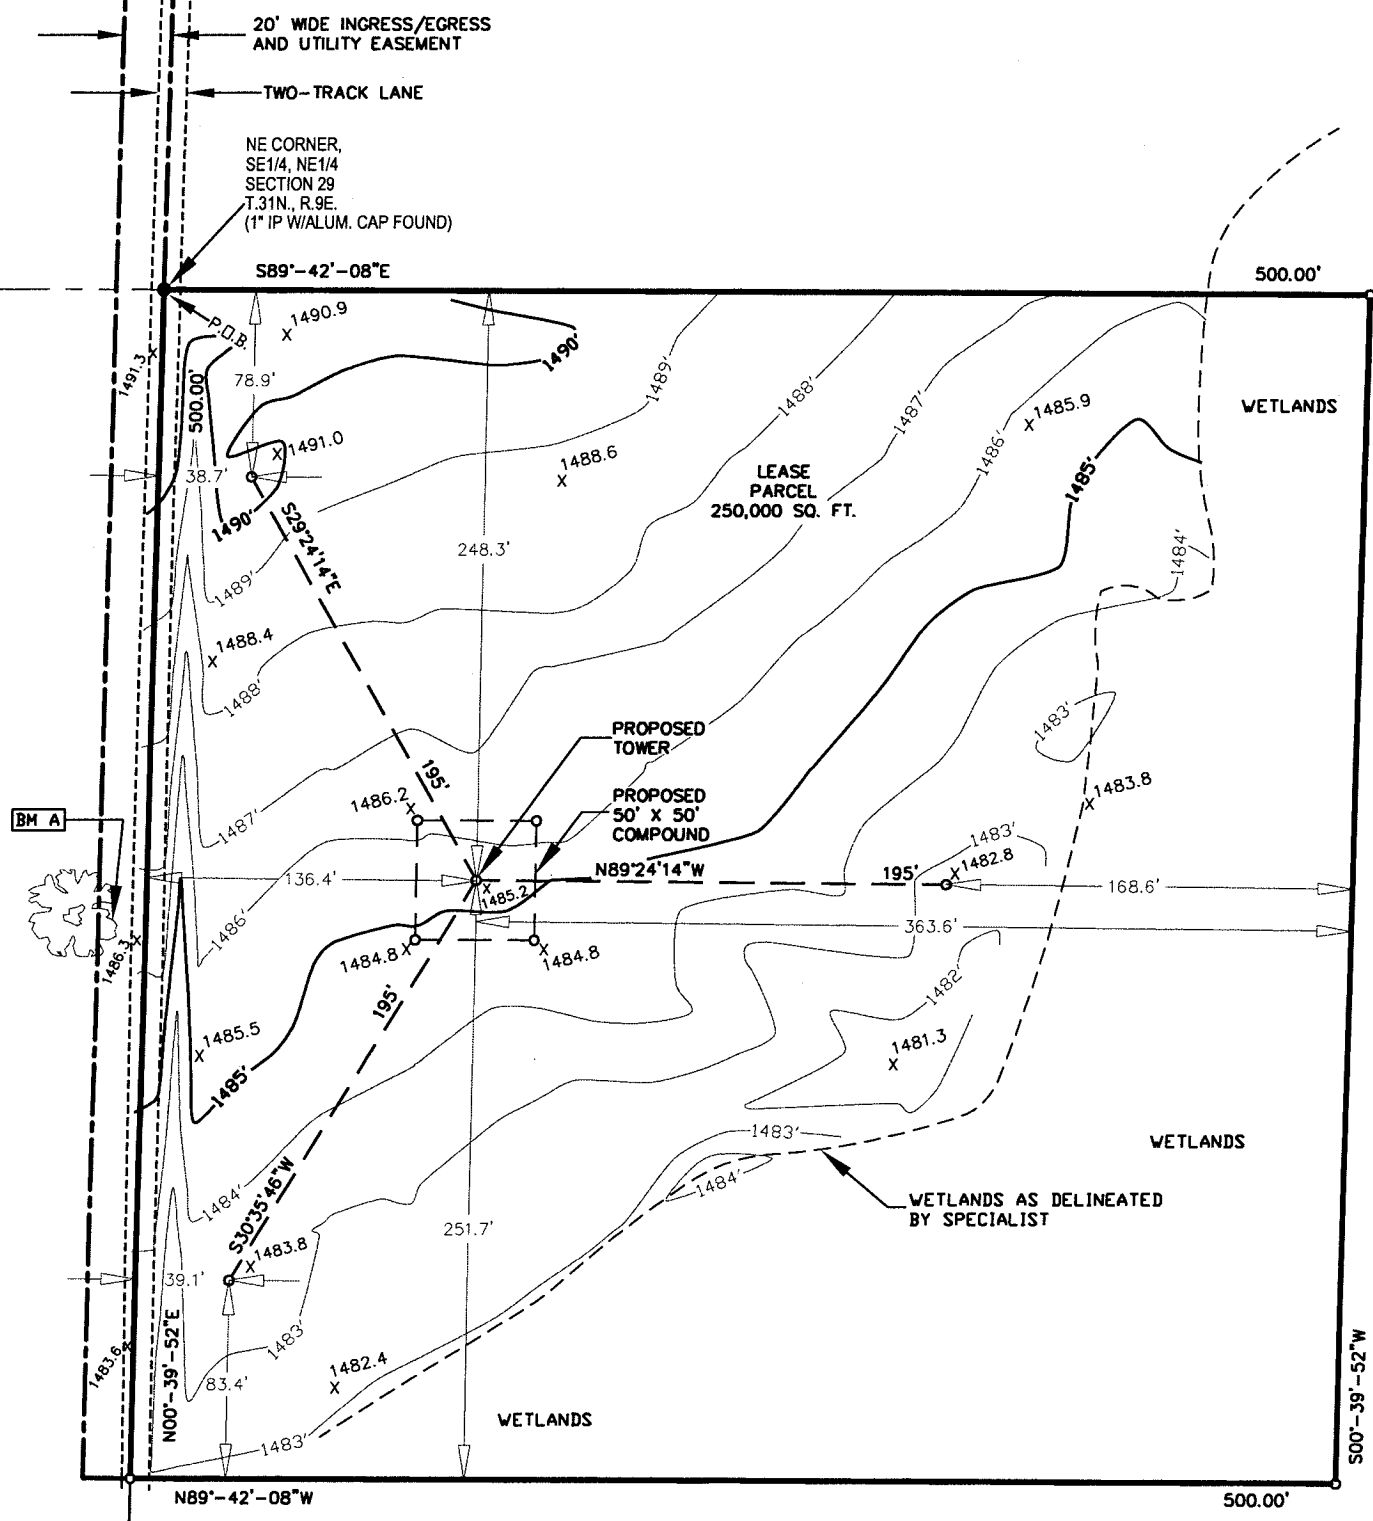 20' WIDE INGRESS/EGRESS
AND UTILITY EASEMENT
TWO-TRACK LANE
NE CORNER,
SE1/4, NE1/4
SECTION 29
T.31N., R.9E.
(1" IP W/ALUM. CAP FOUND)
S89°-42'-08"E
500.00'
P.O.B.
1490.9
1491.3
78.9'
500.00'
1490'
1489'
1488'
1487'
1486'
1485.9
1485'
WETLANDS
1491.0
38.7'
1488.6
LEASE
PARCEL
250,000 SQ. FT.
1490'
S29°24'14"E
248.3'
1484'
1489'
1488.4
1488'
1483'
PROPOSED
TOWER
195'
1486.2
PROPOSED
50' X 50'
COMPOUND
1483.8
BM A
1487'
1483'
N89°24'14"W
195'
1482.8
136.4'
168.6'
1485.2
363.6'
1486'
1486.3
1484.8
1484.8
1482'
195'
1485.5
1481.3
1485'
1483'
WETLANDS
1484'
1484'
WETLANDS AS DELINEATED
BY SPECIALIST
S30°35'46"W
251.7'
1483.8
39.1'
N00°-39'-52"E
1483'
1483.6
1482.4
83.4'
S00°-39'-52"W
WETLANDS
1483'
N89°-42'-08"W
500.00'